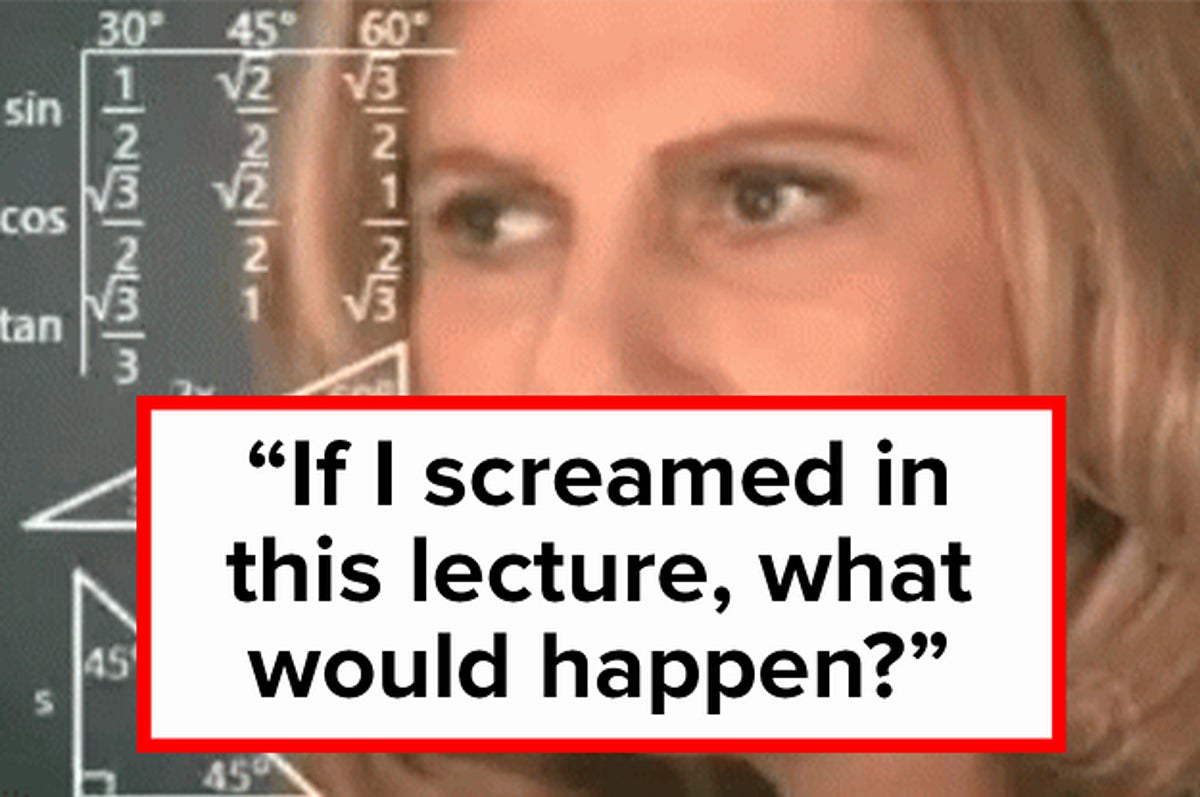 30° 45° 60°
sin 1/2 √2/2 √3/2
cos √3/2 √2/2 1/2
tan √3/3 1 √3
“If I screamed in
this lecture, what
would happen?”
45°
s
45°